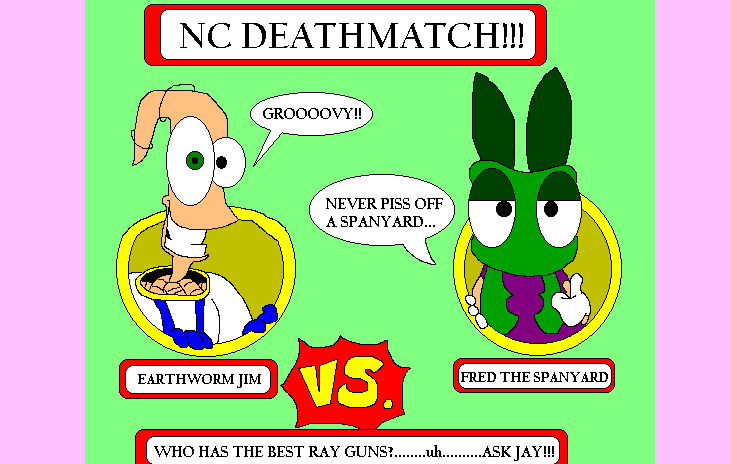 NC DEATHMATCH!!!
GROOOOVY!!
NEVER PISS OFF
A SPANYARD...
EARTHWORM JIM
VS.
FRED THE SPANYARD
WHO HAS THE BEST RAY GUNS?........uh..........ASK JAY!!!